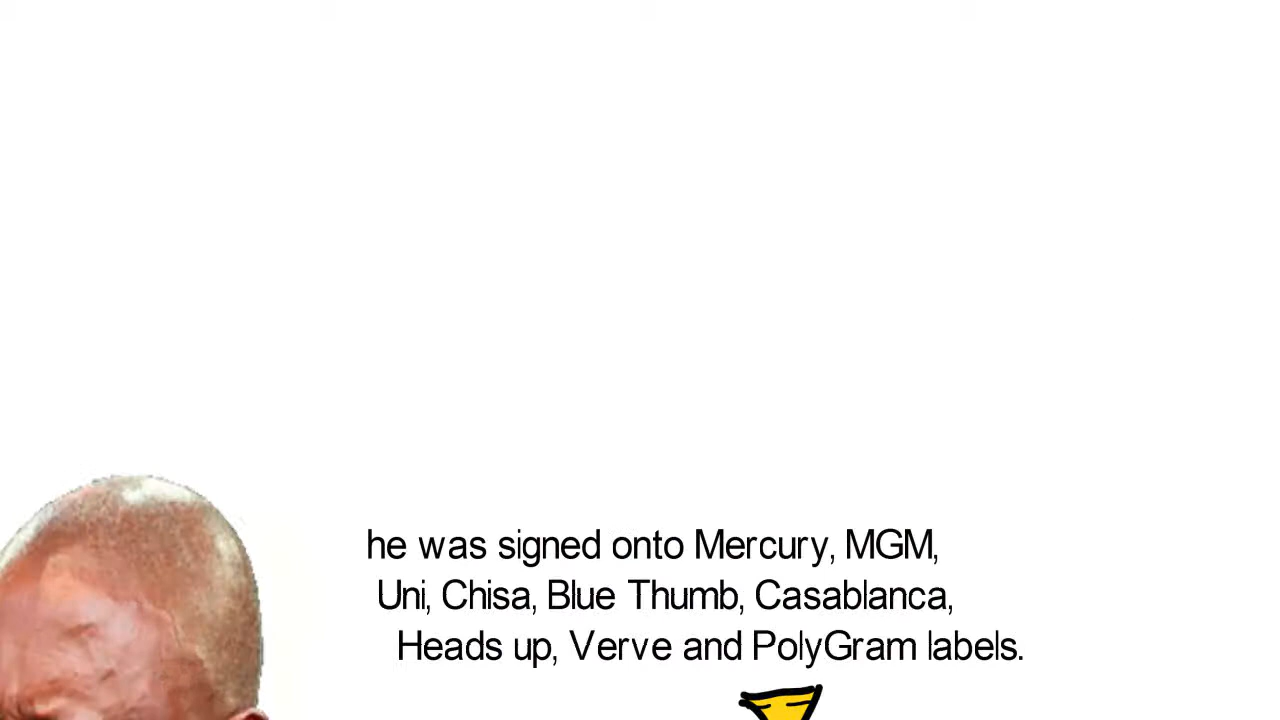 he was signed onto Mercury, MGM,
Uni, Chisa, Blue Thumb, Casablanca,
Heads up, Verve and PolyGram labels.